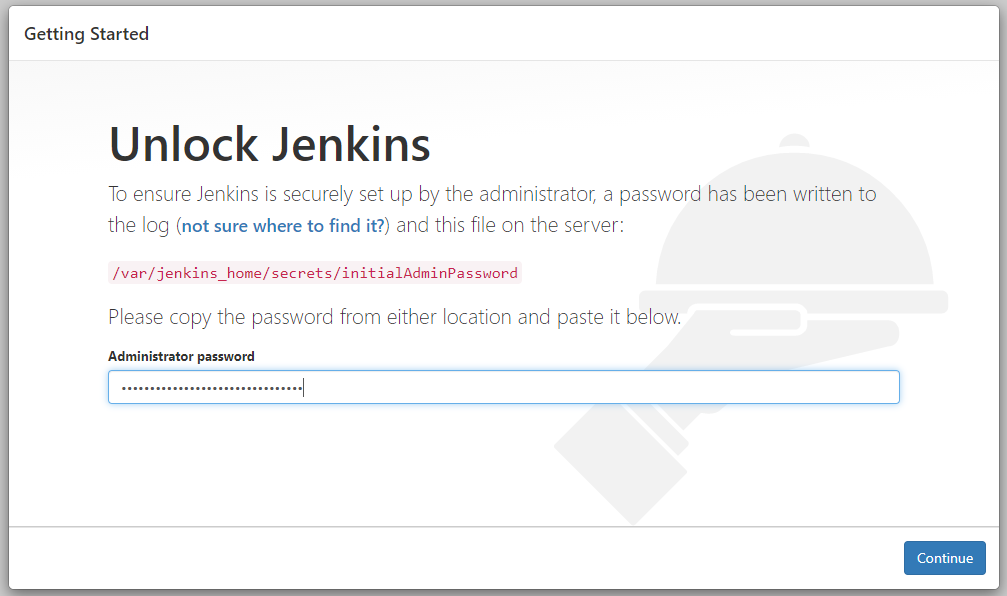 Getting Started
Unlock Jenkins
To ensure Jenkins is securely set up by the administrator, a password has been written to
the log (not sure where to find it?) and this file on the server:
/var/jenkins_home/secrets/initialAdminPassword
Please copy the password from either location and paste it below.
Administrator password
••••••••••••••••••••••••••••••••
Continue